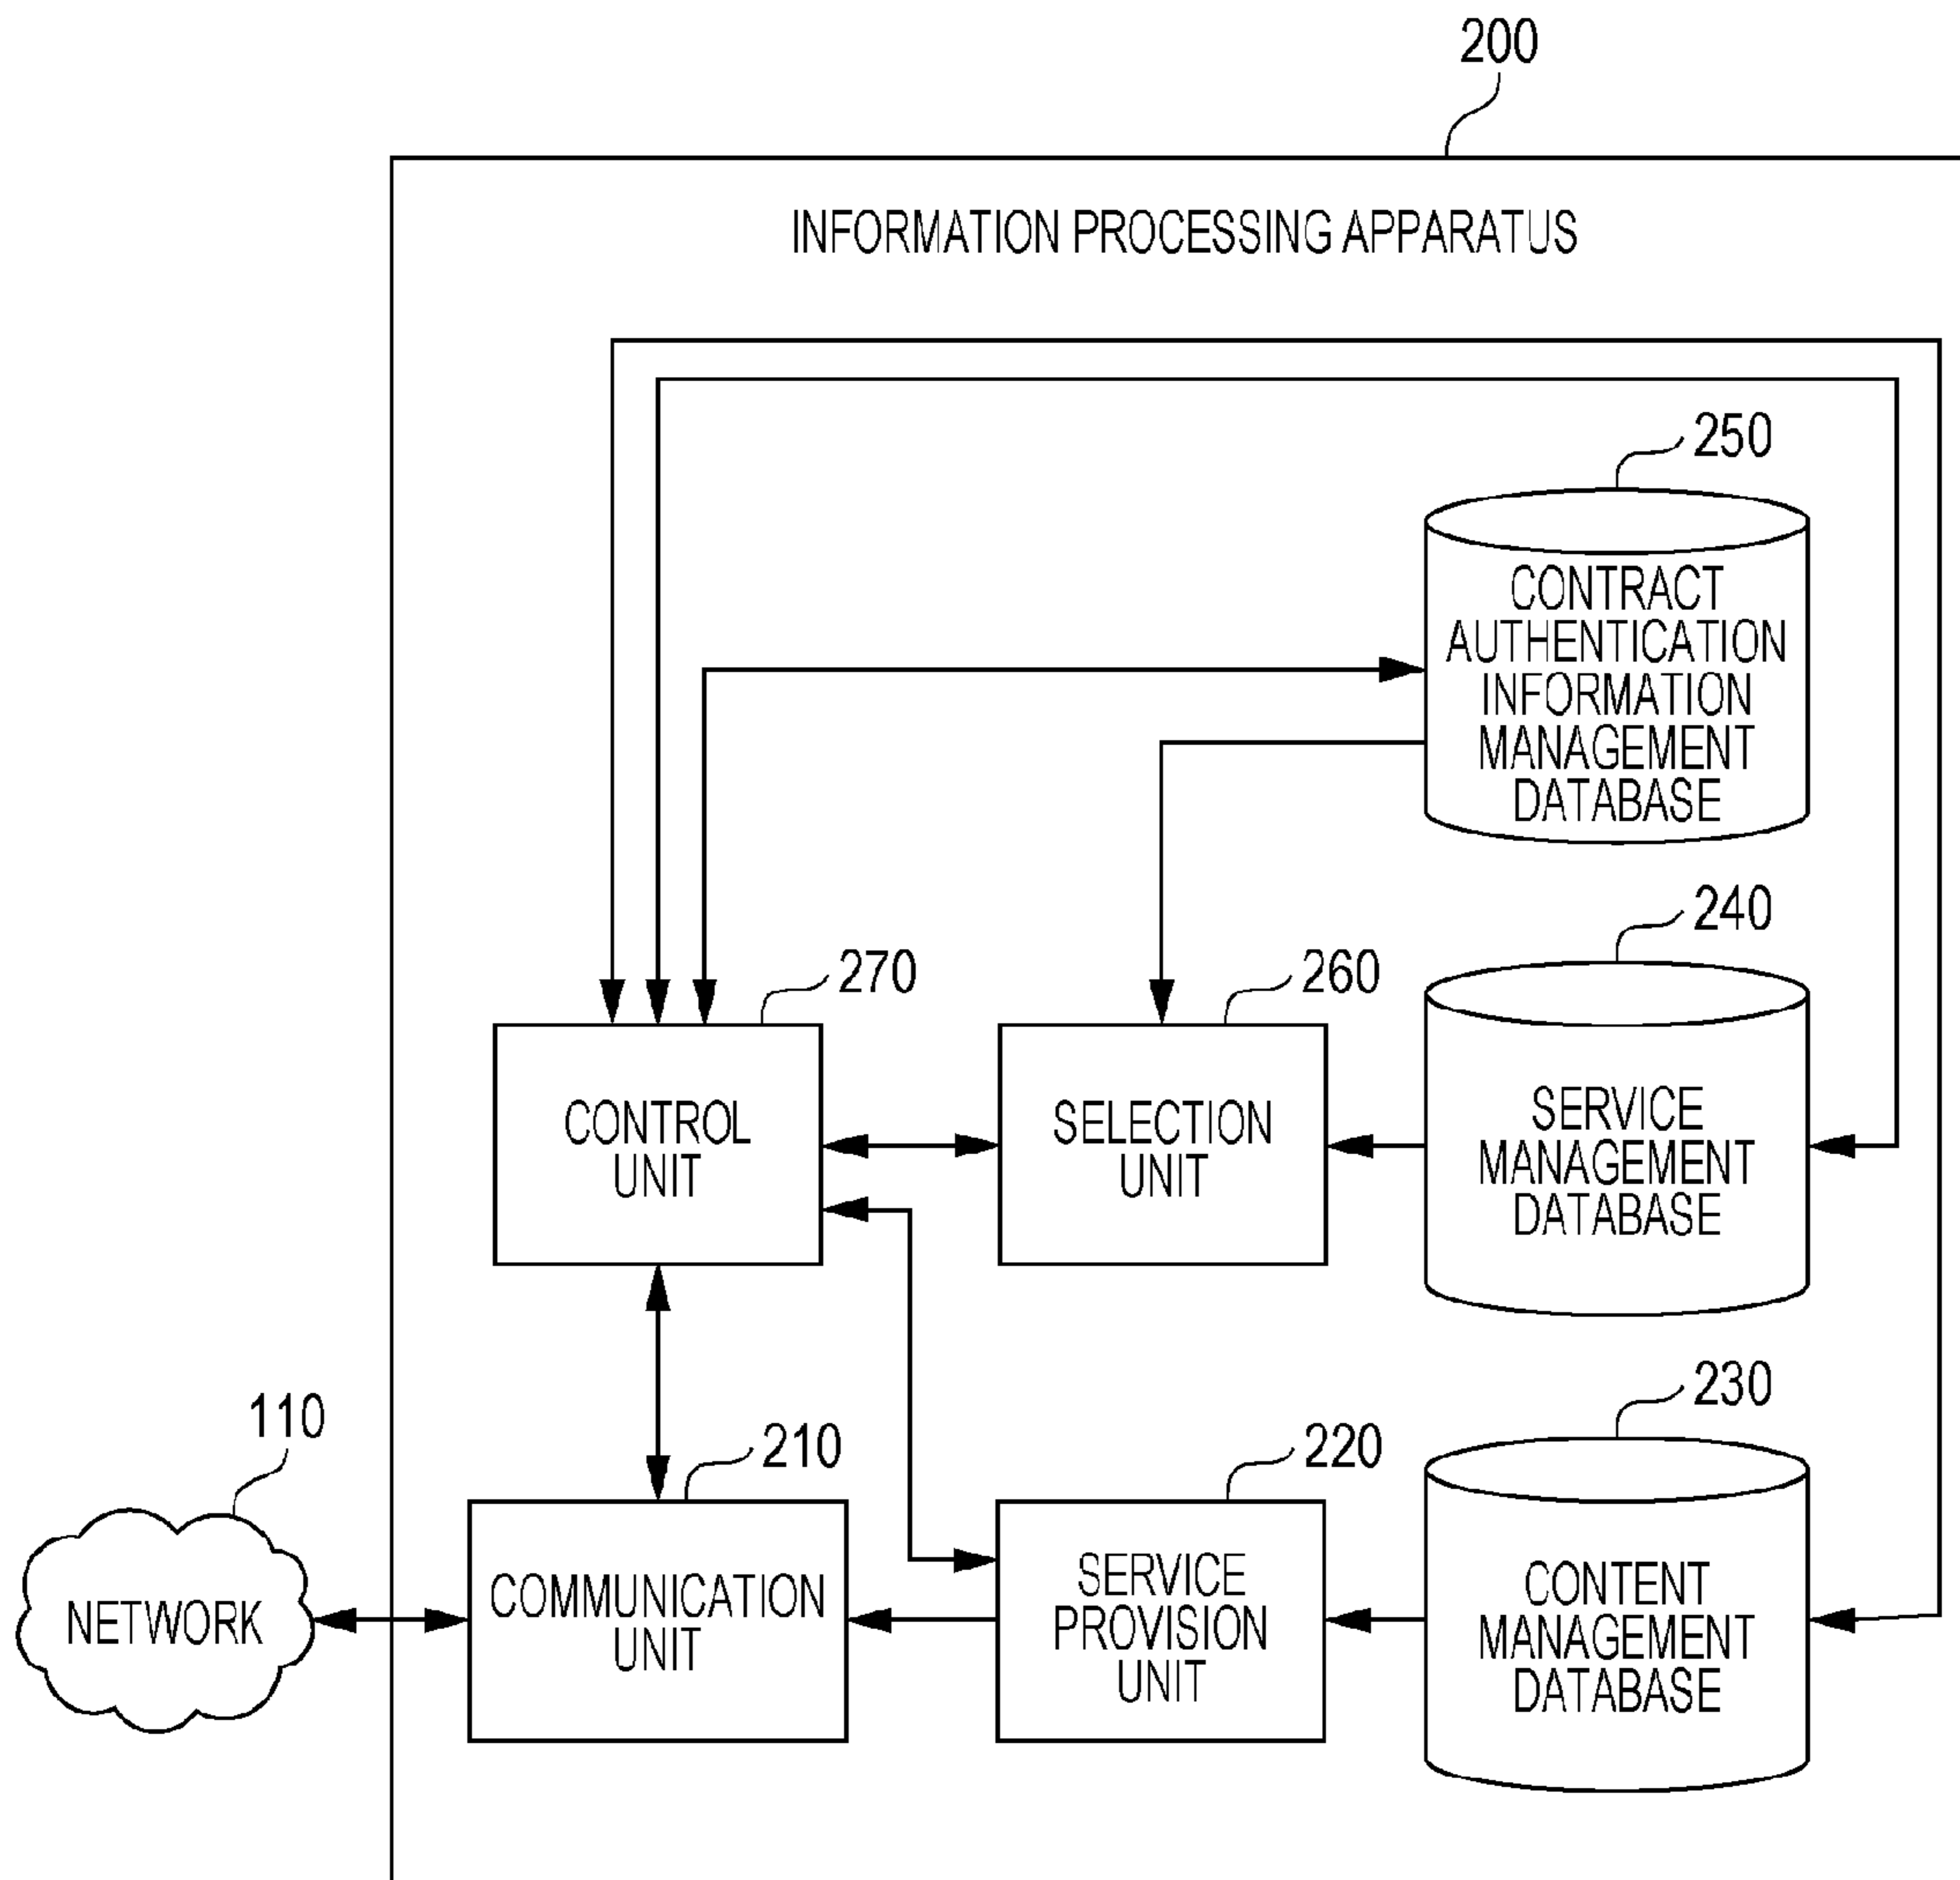 200
INFORMATION PROCESSING APPARATUS
250
CONTRACT
AUTHENTICATION
INFORMATION
MANAGEMENT
DATABASE
240
270
260
CONTROL
UNIT
SELECTION
UNIT
SERVICE
MANAGEMENT
DATABASE
230
110
210
220
NETWORK
COMMUNICATION
UNIT
SERVICE
PROVISION
UNIT
CONTENT
MANAGEMENT
DATABASE